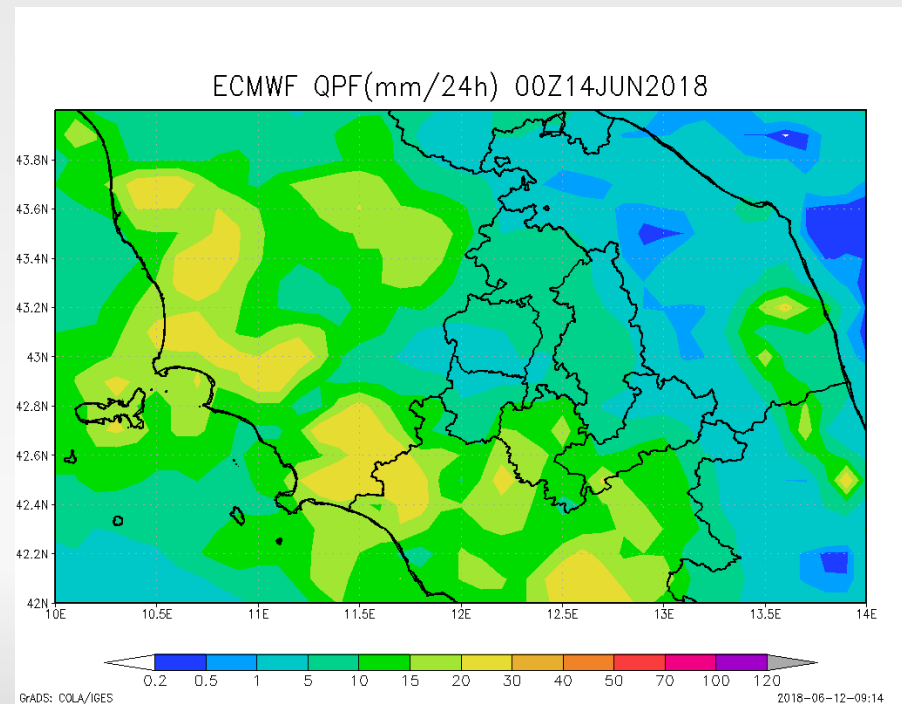 ECMWF QPF(mm/24h) 00Z14JUN2018
43.8N
43.6N
43.4N
43.2N
43N
42.8N
42.6N
42.4N
42.2N
42N
10E 10.5E 11E 11.5E 12E 12.5E 13E 13.5E 14E
0.2 0.5 1 5 10 15 20 30 40 50 70 100 120
GrADS: COLA/IGES 2018-06-12-09:14